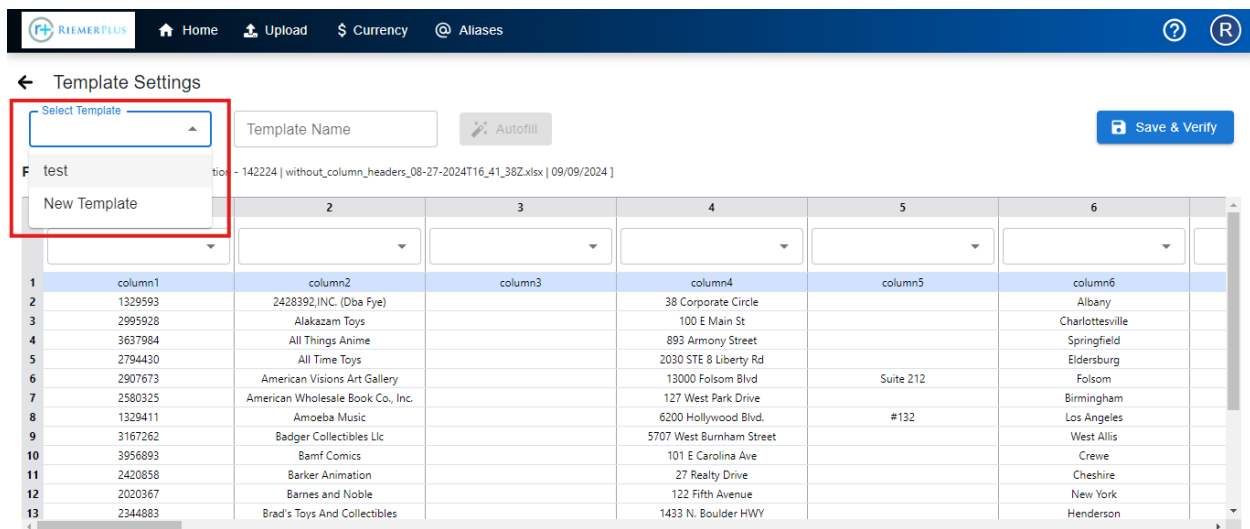 r+ RIEMERPLUS Home Upload $ Currency @ Aliases ? R
Template Settings
Select Template
Template Name Autofill Save & Verify
test
tion - 142224 | without_column_headers_08-27-2024T16_41_38Z.xlsx | 09/09/2024 ]
New Template
2 3 4 5 6
1 column1 column2 column3 column4 column5 column6
2 1329593 2428392,INC. (Dba Fye) 38 Corporate Circle Albany
3 2995928 Alakazam Toys 100 E Main St Charlottesville
4 3637984 All Things Anime 893 Armony Street Springfield
5 2794430 All Time Toys 2030 STE 8 Liberty Rd Eldersburg
6 2907673 American Visions Art Gallery 13000 Folsom Blvd Suite 212 Folsom
7 2580325 American Wholesale Book Co., Inc. 127 West Park Drive Birmingham
8 1329411 Amoeba Music 6200 Hollywood Blvd. #132 Los Angeles
9 3167262 Badger Collectibles Llc 5707 West Burnham Street West Allis
10 3956893 Bamf Comics 101 E Carolina Ave Crewe
11 2420858 Barker Animation 27 Realty Drive Cheshire
12 2020367 Barnes and Noble 122 Fifth Avenue New York
13 2344883 Brad's Toys And Collectibles 1433 N. Boulder HWY Henderson